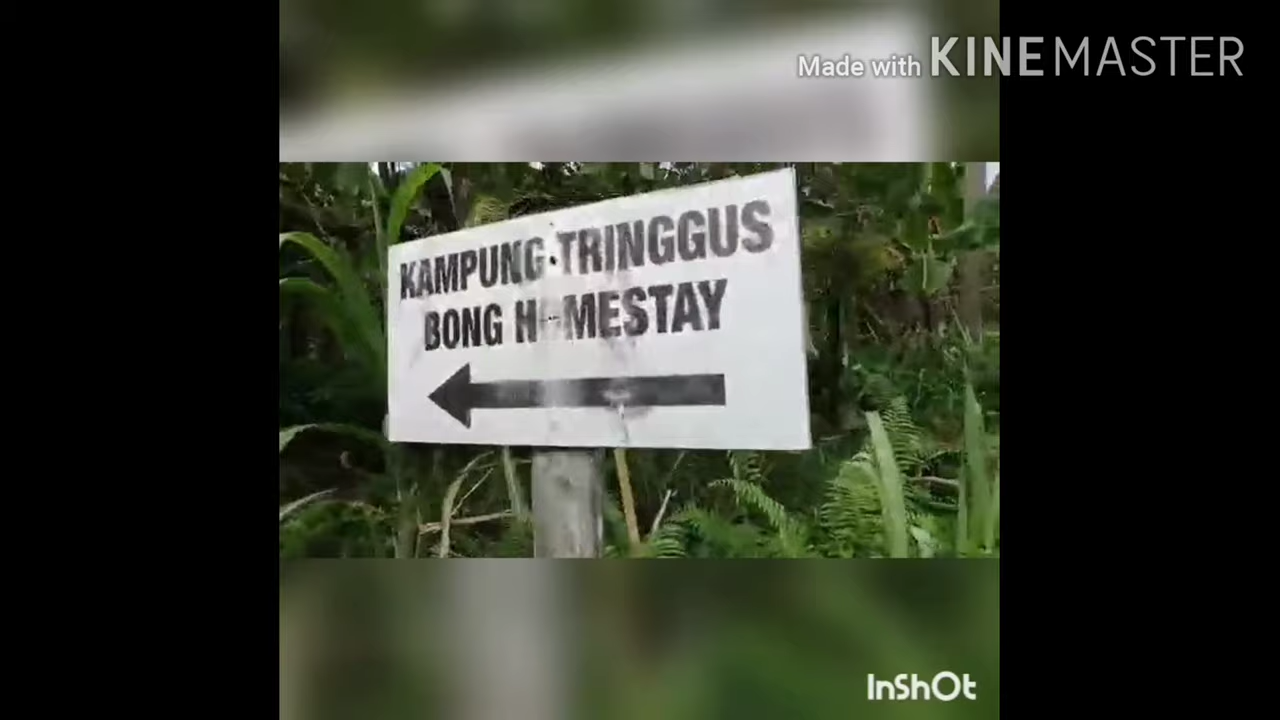 Made with KINEMASTER
KAMPUNG TRINGGUS
BONG HOMESTAY
InShOt